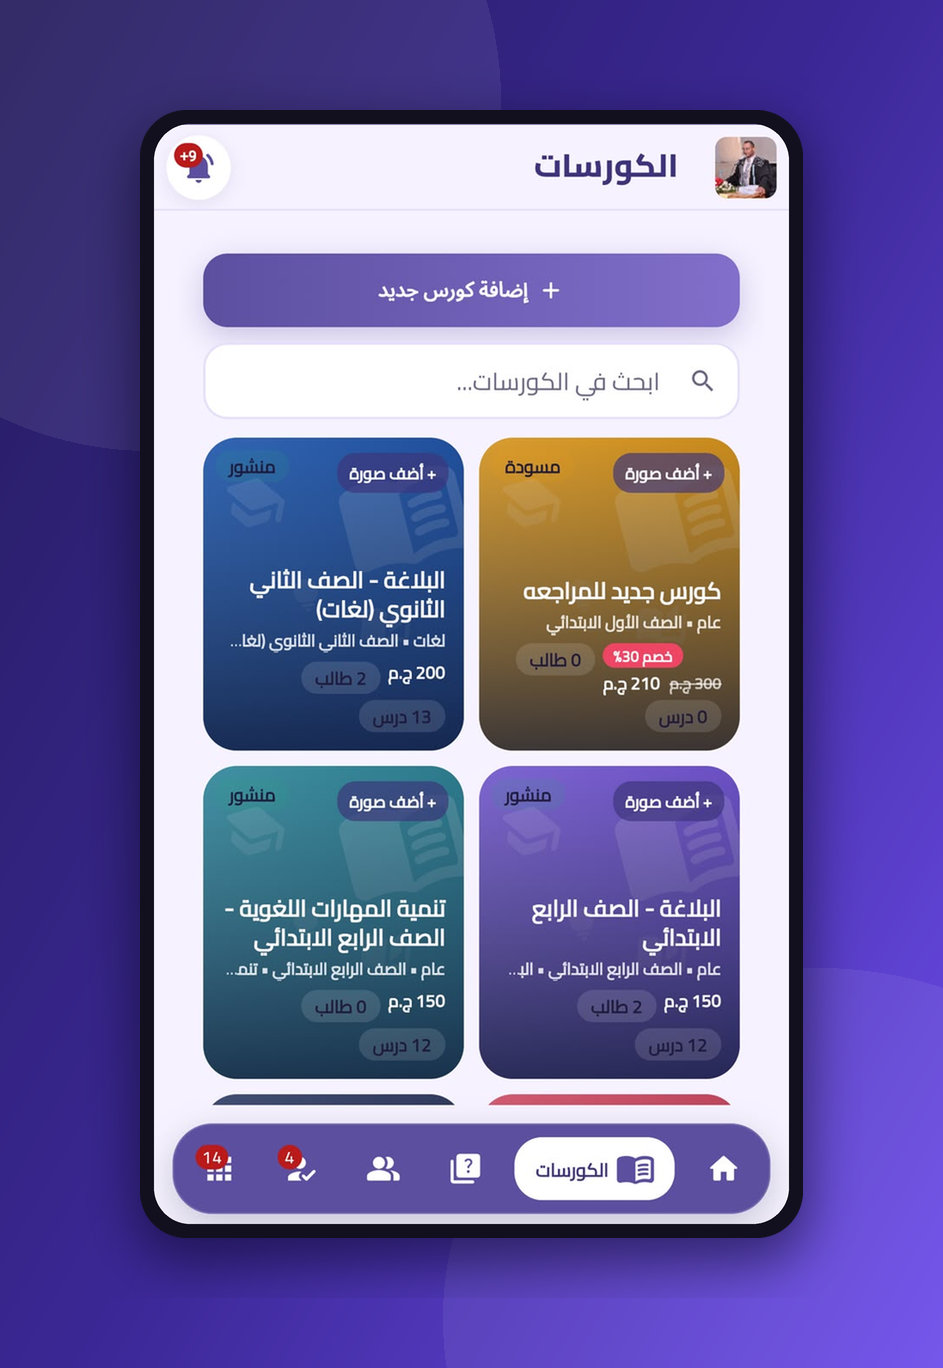 الكورسات
+9
+ إضافة كورس جديد
ابحث في الكورسات...
+ أضف صورة
مسودة
كورس جديد للمراجعه
عام • الصف الأول الابتدائي
خصم 30%
0 طالب
300 ج.م 210 ج.م
0 درس
+ أضف صورة
منشور
البلاغة - الصف الثاني
الثانوي (لغات)
لغات • الصف الثاني الثانوي (لغا...
200 ج.م
2 طالب
13 درس
+ أضف صورة
منشور
البلاغة - الصف الرابع
الابتدائي
عام • الصف الرابع الابتدائي • الب...
150 ج.م
2 طالب
12 درس
+ أضف صورة
منشور
تنمية المهارات اللغوية -
الصف الرابع الابتدائي
عام • الصف الرابع الابتدائي • تنم...
150 ج.م
0 طالب
12 درس
الكورسات
4
14